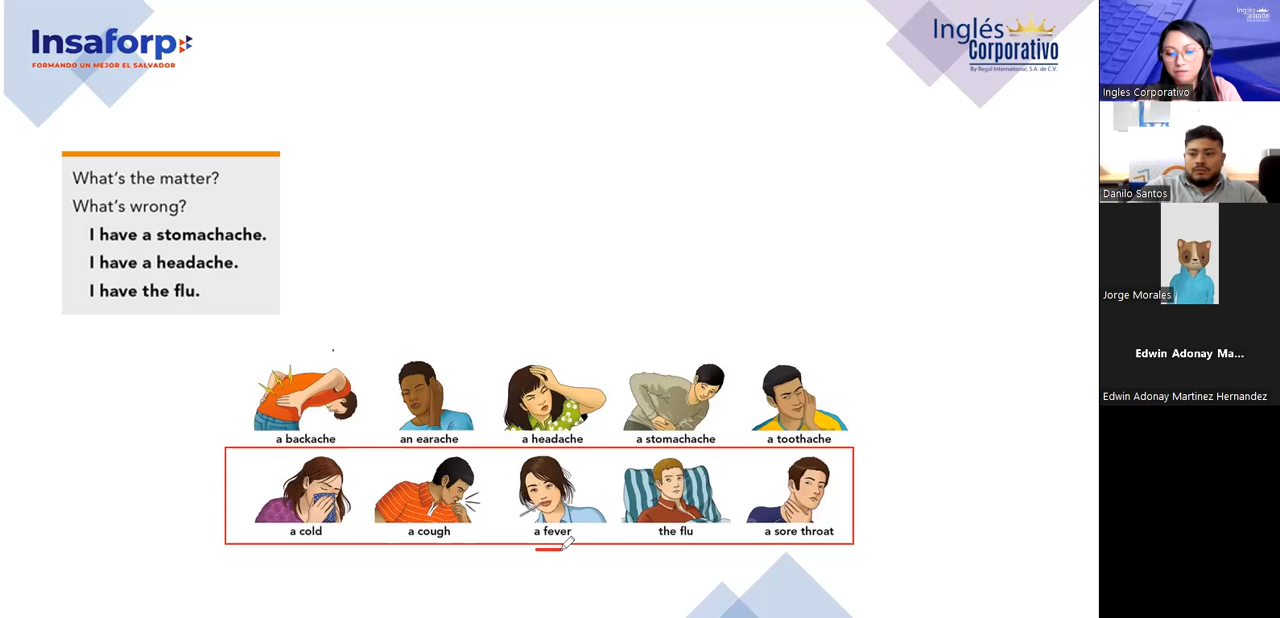 Insaforp
FORMANDO UN MEJOR EL SALVADOR
Inglés
Corporativo
By Regal International, S.A. de C.V.
What's the matter?
What's wrong?
I have a stomachache.
I have a headache.
I have the flu.
a backache an earache a headache a stomachache a toothache
a cold a cough a fever the flu a sore throat
Inglés
Corporativo
Ingles Corporativo
Danilo Santos
Jorge Morales
Edwin Adonay Ma...
Edwin Adonay Martinez Hernandez